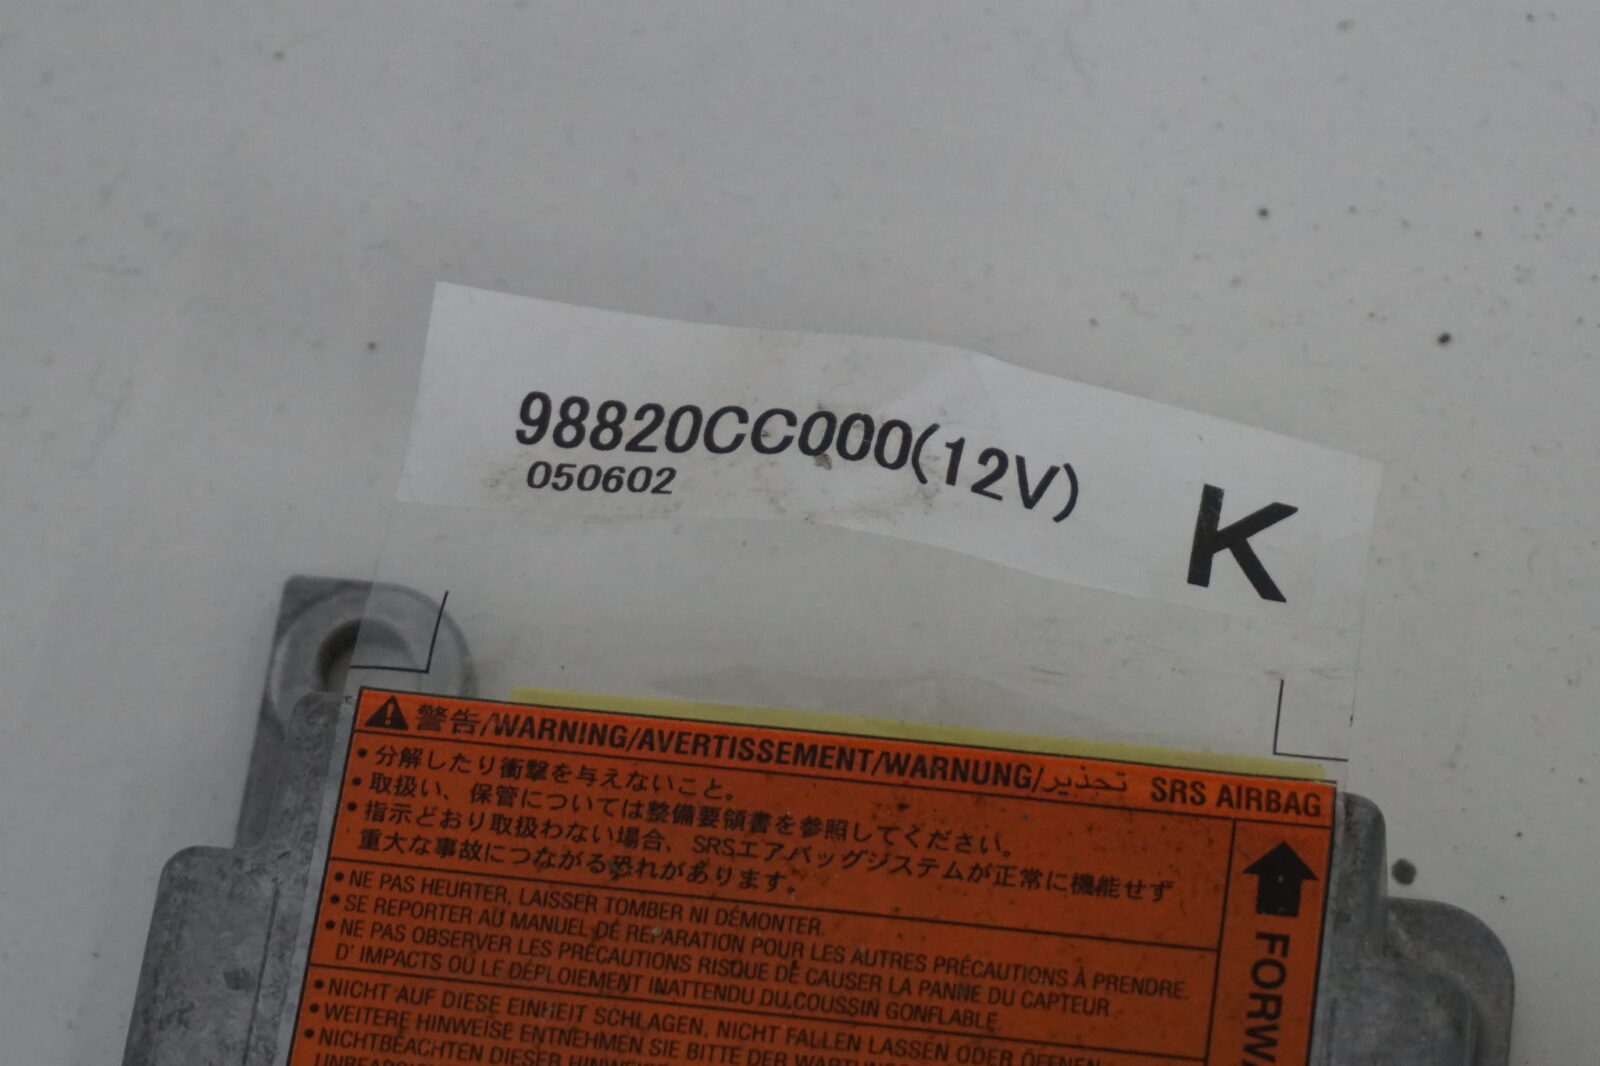 98820CC000(12V)
050602
K
警告/WARNING/AVERTISSEMENT/WARNUNG/تحذير SRS AIRBAG
•分解したり衝撃を与えないこと。
•取扱い、保管については整備要領書を参照してください。
•指示どおり取扱わない場合、SRSエアバッグシステムが正常に機能せず
重大な事故につながる恐れがあります。
•NE PAS HEURTER, LAISSER TOMBER NI DÉMONTER.
•SE REPORTER AU MANUEL DE REPARATION POUR LES AUTRES PRÉCAUTIONS À PRENDRE.
•NE PAS OBSERVER LES PRÉCAUTIONS RISQUE DE CAUSER LA PANNE DU CAPTEUR
D' IMPACTS OU LE DÉPLOIEMENT INATTENDU DU COUSSIN GONFLABLE.
•NICHT AUF DIESE EINHEIT SCHLAGEN, NICHT FALLEN LASSEN ODER ÖFFNEN
•WEITERE HINWEISE ENTNEHMEN SIE BITTE DER
•NICHTBEACHTEN DIESER
FORW